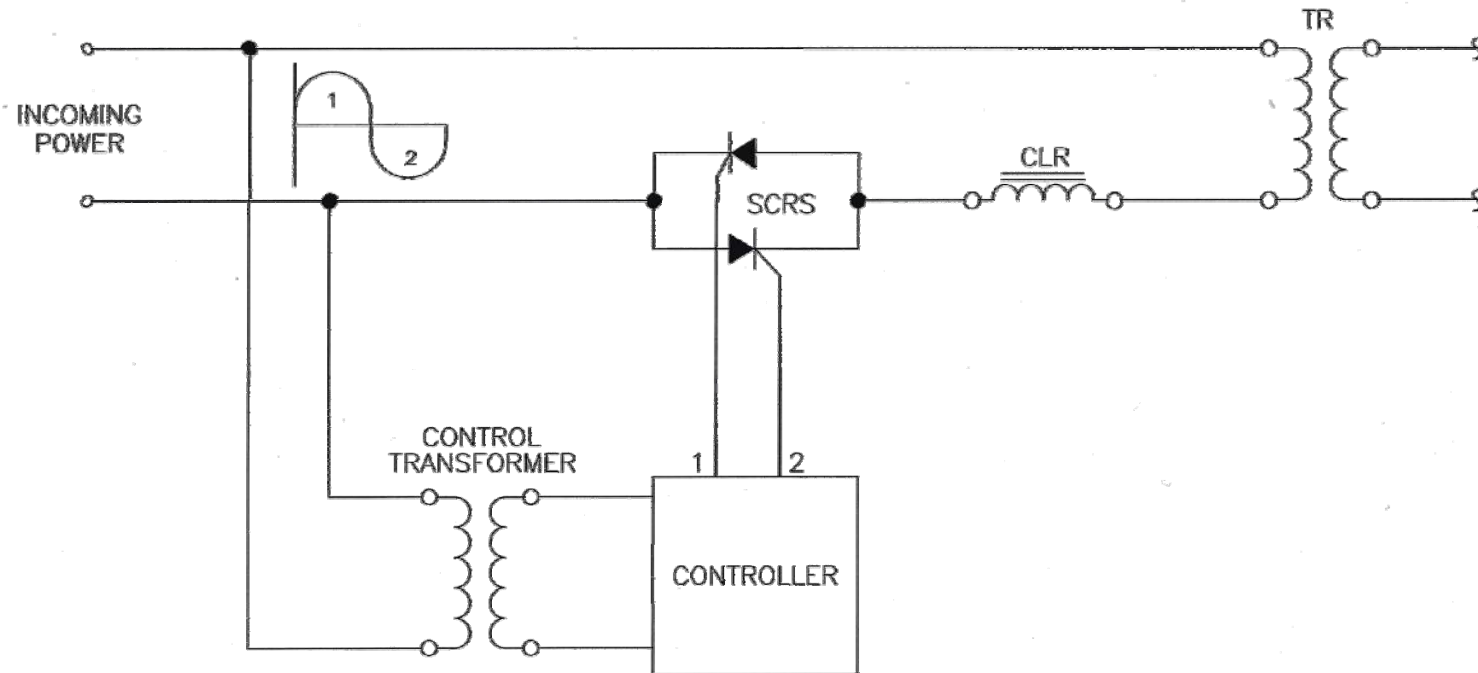 TR
INCOMING
POWER
1
2
CLR
SCRS
CONTROL
TRANSFORMER
1
2
CONTROLLER